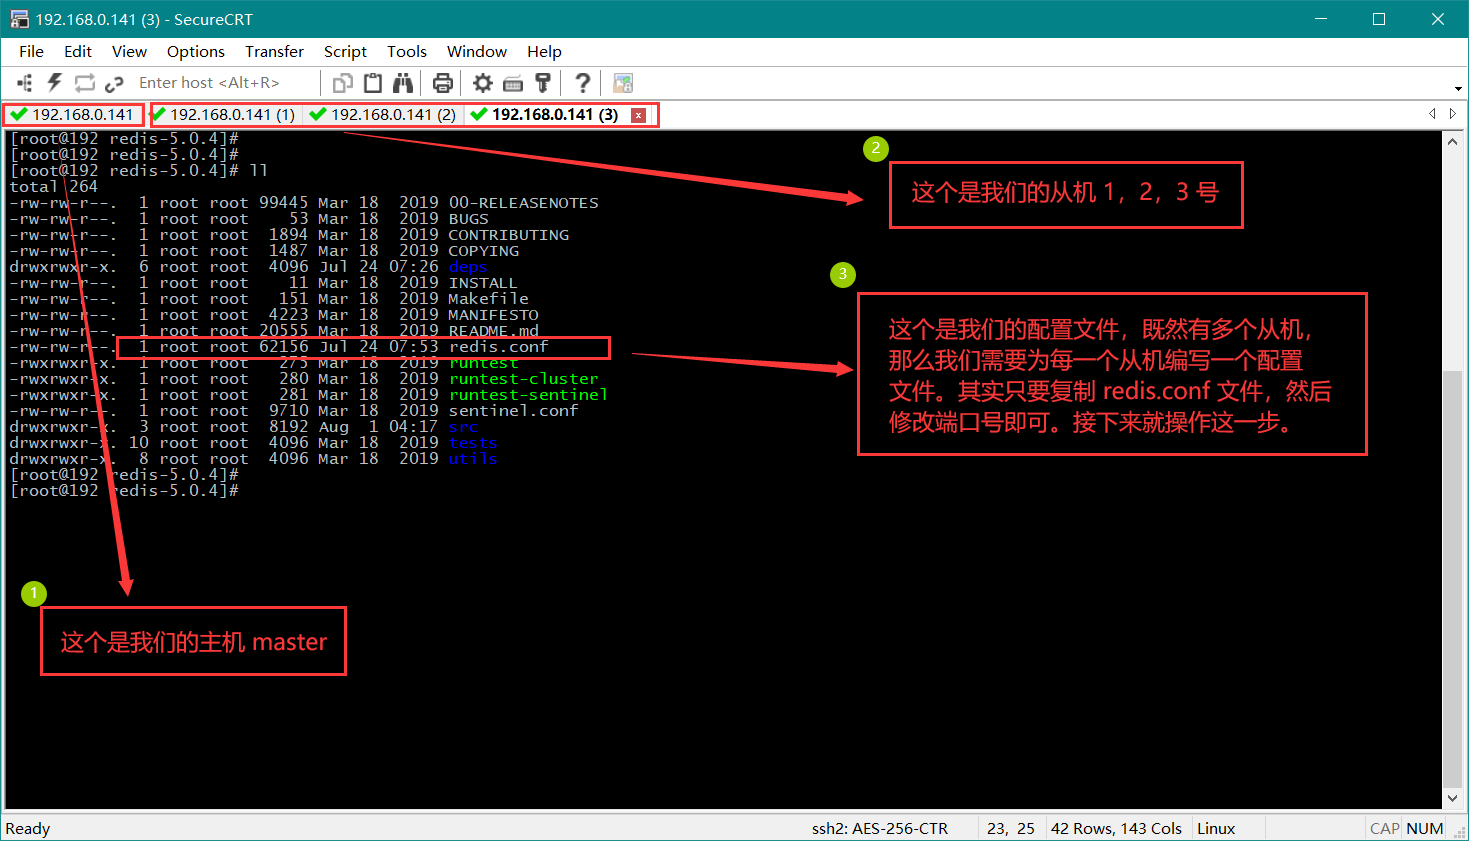 192.168.0.141 (3) - SecureCRT
File Edit View Options Transfer Script Tools Window Help
Enter host <Alt+R>
192.168.0.141 192.168.0.141 (1) 192.168.0.141 (2) 192.168.0.141 (3)
[root@192 redis-5.0.4]#
[root@192 redis-5.0.4]#
[root@192 redis-5.0.4]# ll
total 264
-rw-rw-r--. 1 root root 99445 Mar 18 2019 00-RELEASENOTES
-rw-rw-r--. 1 root root 53 Mar 18 2019 BUGS
-rw-rw-r--. 1 root root 1894 Mar 18 2019 CONTRIBUTING
-rw-rw-r--. 1 root root 1487 Mar 18 2019 COPYING
drwxrwxr-x. 6 root root 4096 Jul 24 07:26 deps
-rw-rw-r--. 1 root root 11 Mar 18 2019 INSTALL
-rw-rw-r--. 1 root root 151 Mar 18 2019 Makefile
-rw-rw-r--. 1 root root 4223 Mar 18 2019 MANIFESTO
-rw-rw-r--. 1 root root 20555 Mar 18 2019 README.md
-rw-rw-r--. 1 root root 62156 Jul 24 07:53 redis.conf
-rwxrwxr-x. 1 root root 275 Mar 18 2019 runtest
-rwxrwxr-x. 1 root root 280 Mar 18 2019 runtest-cluster
-rwxrwxr-x. 1 root root 281 Mar 18 2019 runtest-sentinel
-rw-rw-r--. 1 root root 9710 Mar 18 2019 sentinel.conf
drwxrwxr-x. 3 root root 8192 Aug 1 04:17 src
drwxrwxr-x. 10 root root 4096 Mar 18 2019 tests
drwxrwxr-x. 8 root root 4096 Mar 18 2019 utils
[root@192 redis-5.0.4]#
[root@192 redis-5.0.4]#
1
这个是我们的主机 master
2
这个是我们的从机 1，2，3 号
3
这个是我们的配置文件，既然有多个从机，
那么我们需要为每一个从机编写一个配置
文件。其实只要复制 redis.conf 文件，然后
修改端口号即可。接下来就操作这一步。
Ready ssh2: AES-256-CTR 23, 25 42 Rows, 143 Cols Linux CAP NUM